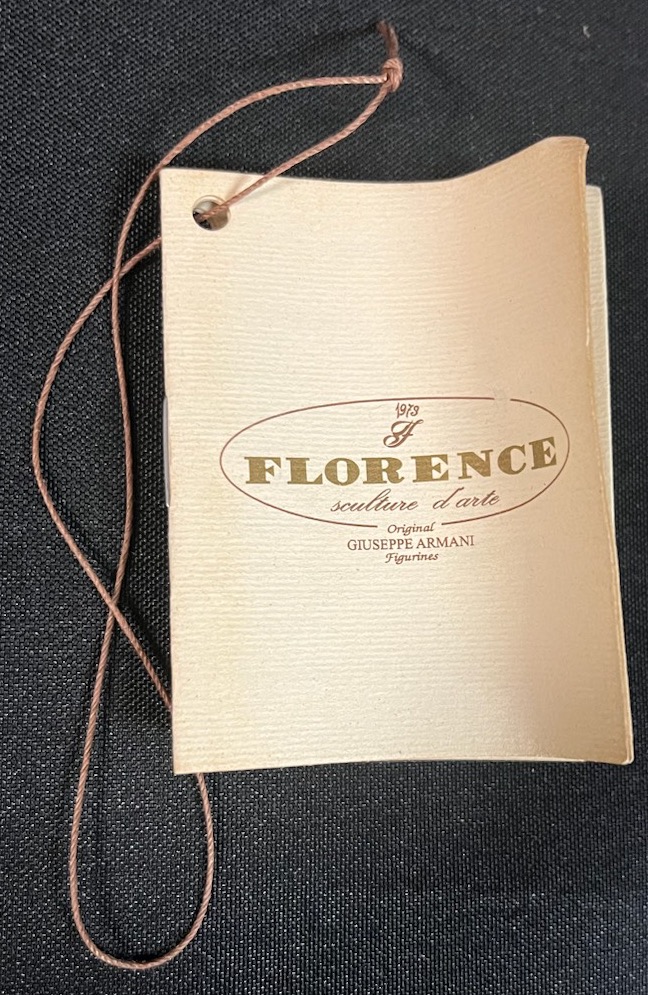 1973
F
FLORENCE
sculture d'arte
Original
GIUSEPPE ARMANI
Figurines